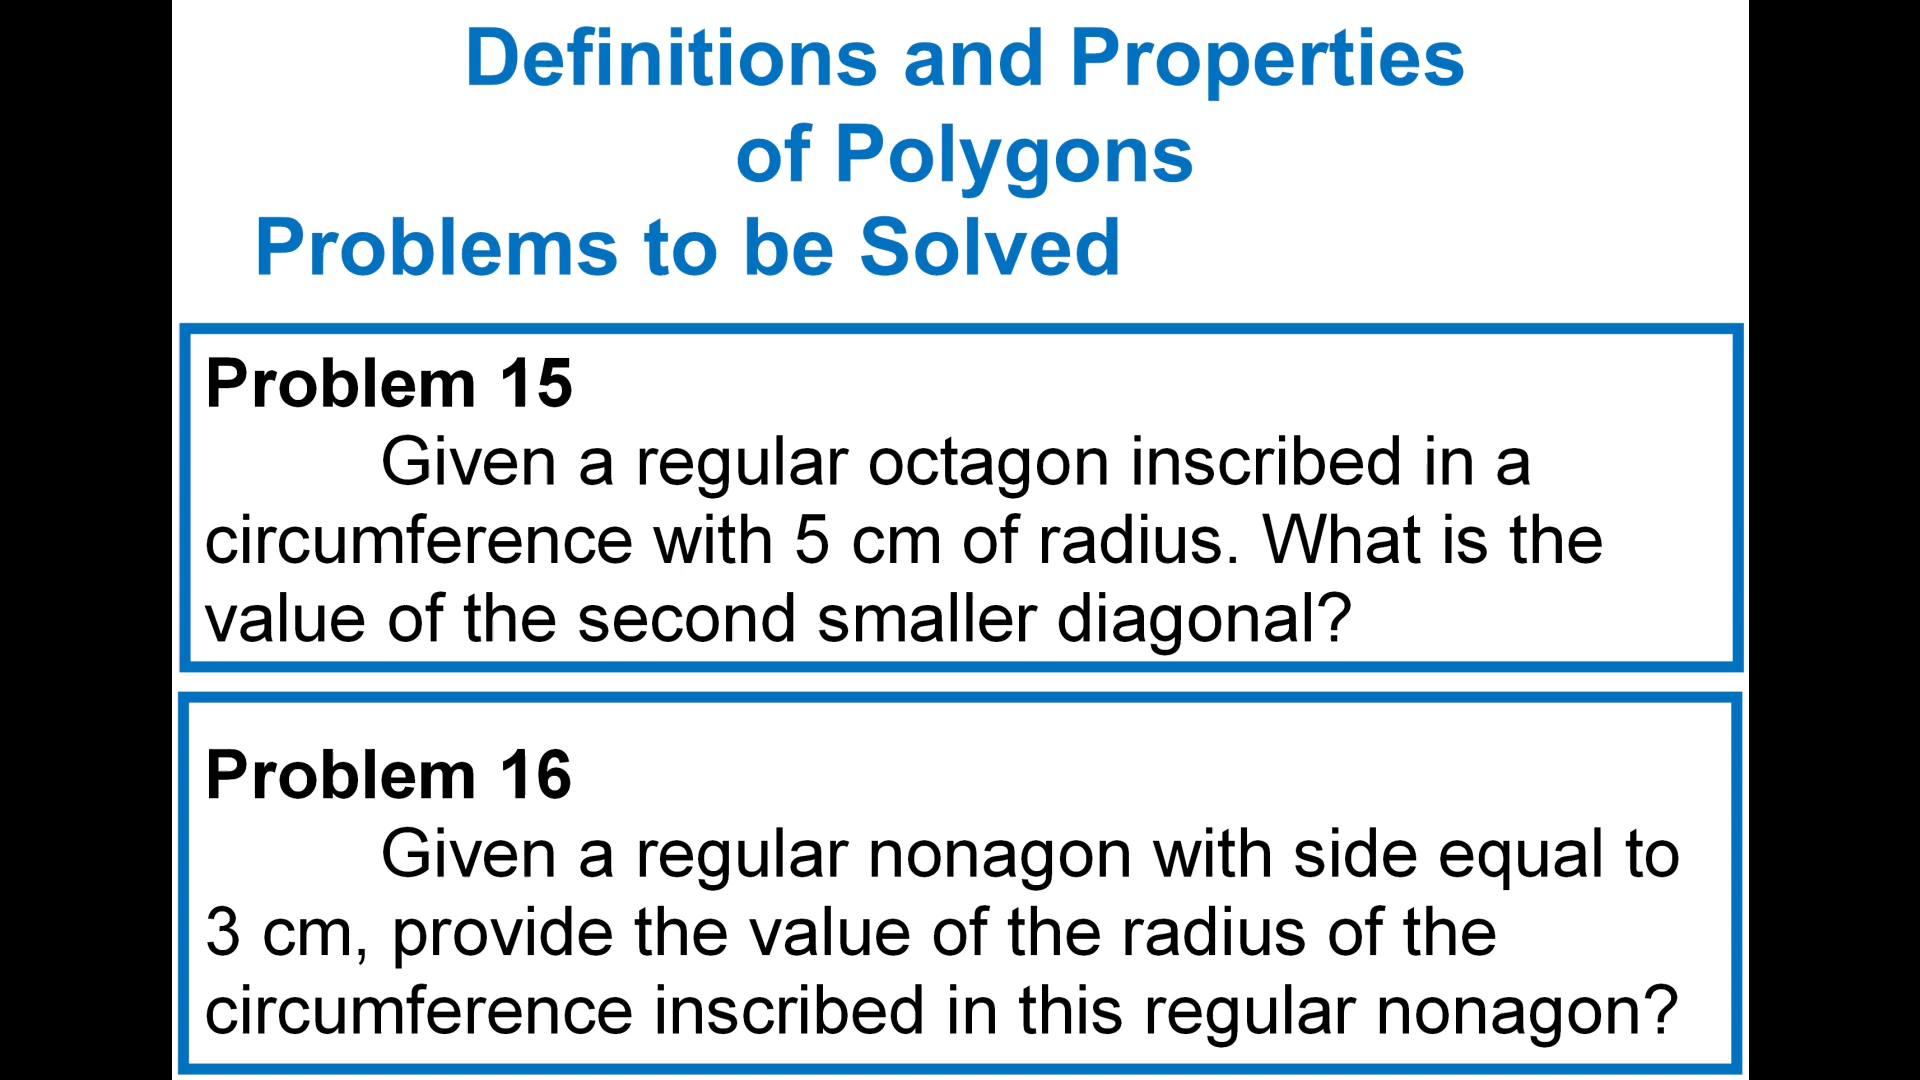 Definitions and Properties
of Polygons
Problems to be Solved
Problem 15
Given a regular octagon inscribed in a
circumference with 5 cm of radius. What is the
value of the second smaller diagonal?
Problem 16
Given a regular nonagon with side equal to
3 cm, provide the value of the radius of the
circumference inscribed in this regular nonagon?